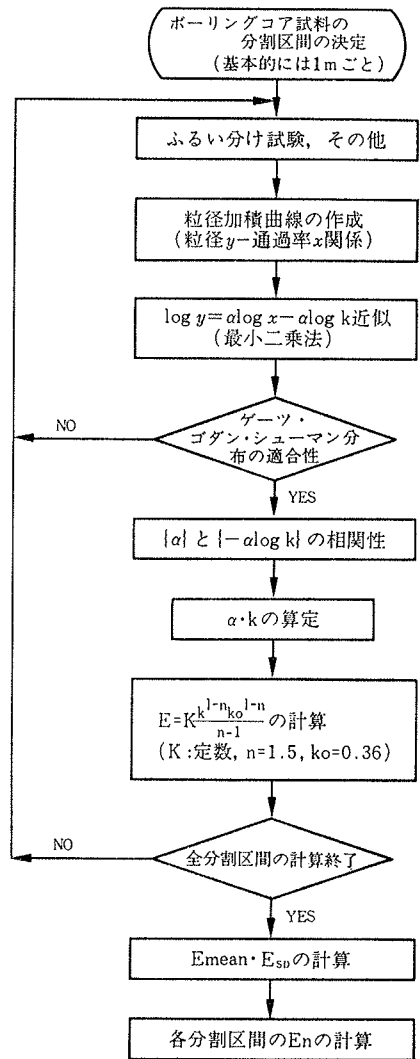 ボーリングコア試料の
分割区間の決定
(基本的には1mごと)
ふるい分け試験，その他
粒径加積曲線の作成
(粒径y－通過率x関係)
log y=αlog x－αlog k近似
(最小二乗法)
ゲーツ・
ゴダン・シューマン分
布の適合性
NO
YES
{α}と{－αlog k}の相関性
α・kの算定
E=K k^1-n ko^1-n / n-1 の計算
(K:定数, n=1.5, ko=0.36)
NO
全分割区間の計算終了
YES
Emean・E_SDの計算
各分割区間のEnの計算